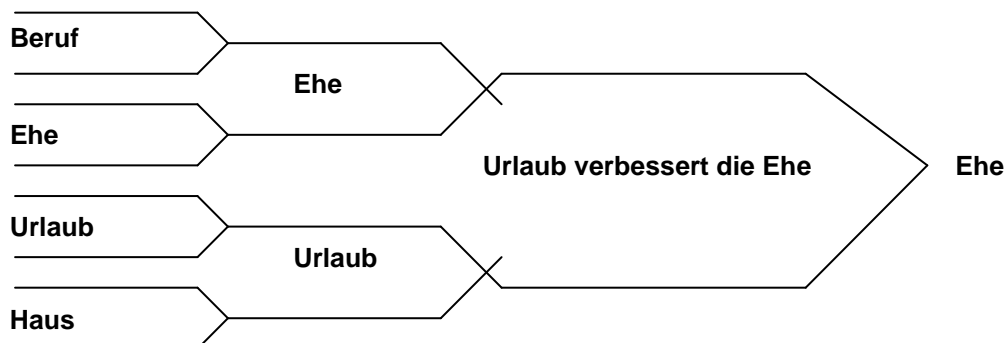 Beruf
Ehe
Ehe
Urlaub verbessert die Ehe
Ehe
Urlaub
Urlaub
Haus